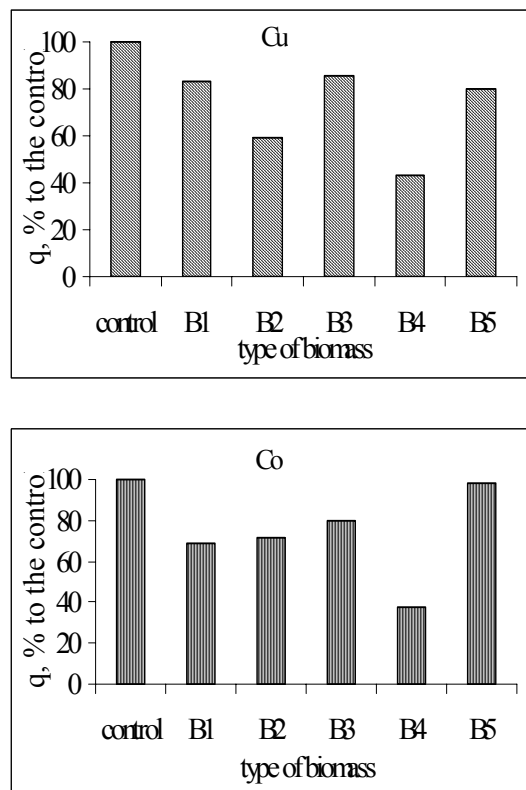 Cu
q, % to the contro
100
80
60
40
20
0
control B1 B2 B3 B4 B5
type of biomass
Co
q, % to the contro
100
80
60
40
20
0
control B1 B2 B3 B4 B5
type of biomass